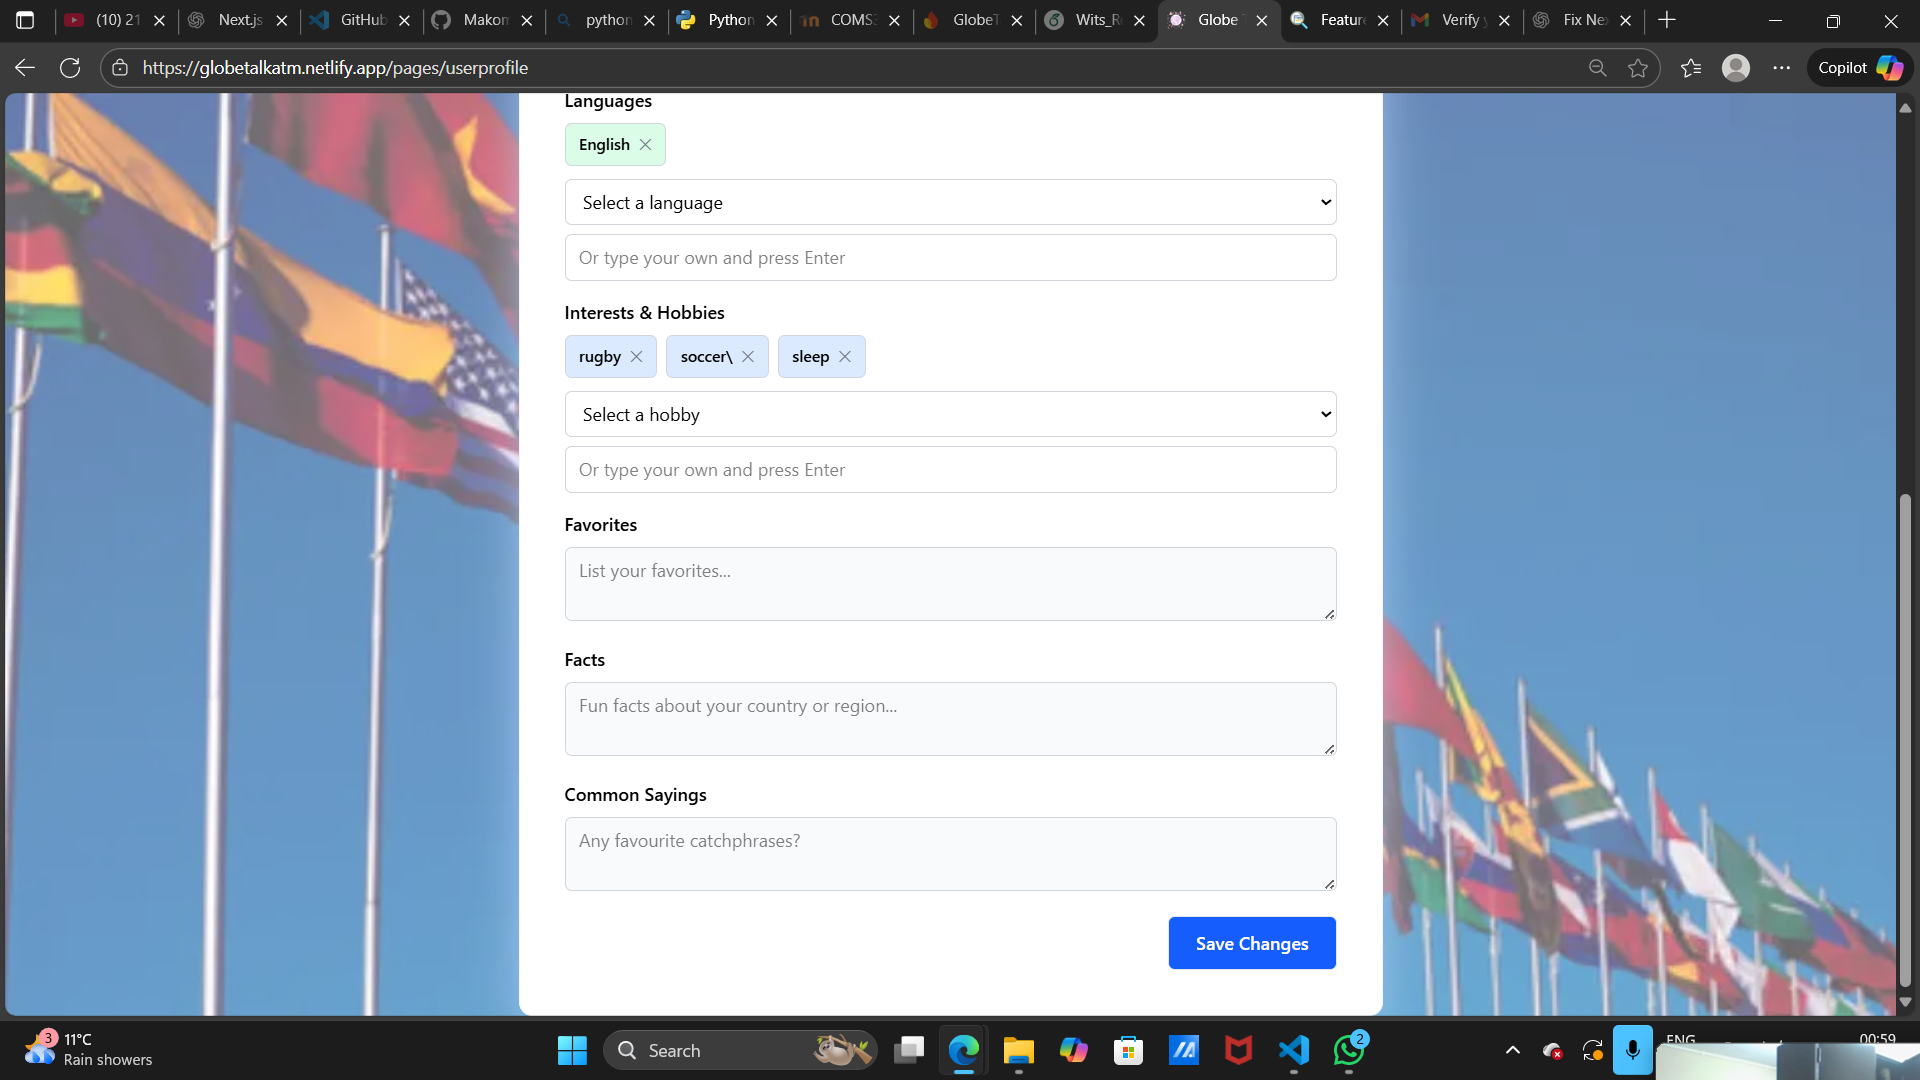 (10) 21
Next.js
GitHub
Makom
python
Python
COMS
GlobeT
Wits_R
Globe
Feature
Verify
Fix Ne
https://globetalkatm.netlify.app/pages/userprofile
Copilot
Languages
English
Select a language
Or type your own and press Enter
Interests & Hobbies
rugby
soccer\
sleep
Select a hobby
Or type your own and press Enter
Favorites
List your favorites...
Facts
Fun facts about your country or region...
Common Sayings
Any favourite catchphrases?
Save Changes
3
11°C
Rain showers
Search
2
ENG
00:59